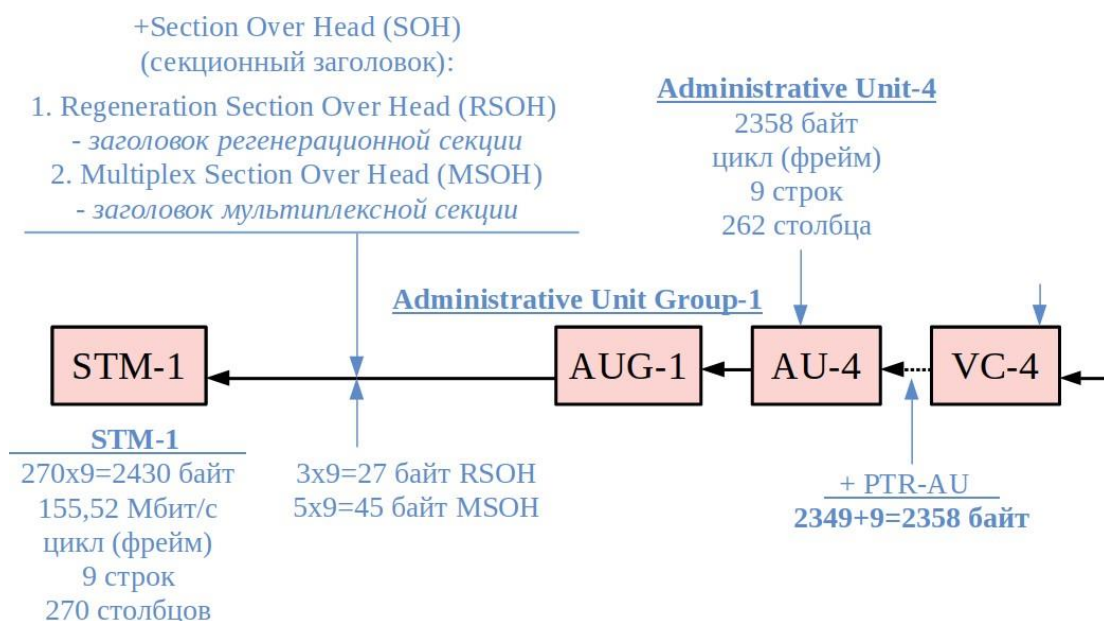 +Section Over Head (SOH)
(секционный заголовок):
1. Regeneration Section Over Head (RSOH)
- заголовок регенерационной секции
2. Multiplex Section Over Head (MSOH)
- заголовок мультиплексной секции
Administrative Unit-4
2358 байт
цикл (фрейм)
9 строк
262 столбца
Administrative Unit Group-1
STM-1
AUG-1
AU-4
VC-4
STM-1
270x9=2430 байт
155,52 Мбит/с
цикл (фрейм)
9 строк
270 столбцов
3x9=27 байт RSOH
5x9=45 байт MSOH
+ PTR-AU
2349+9=2358 байт